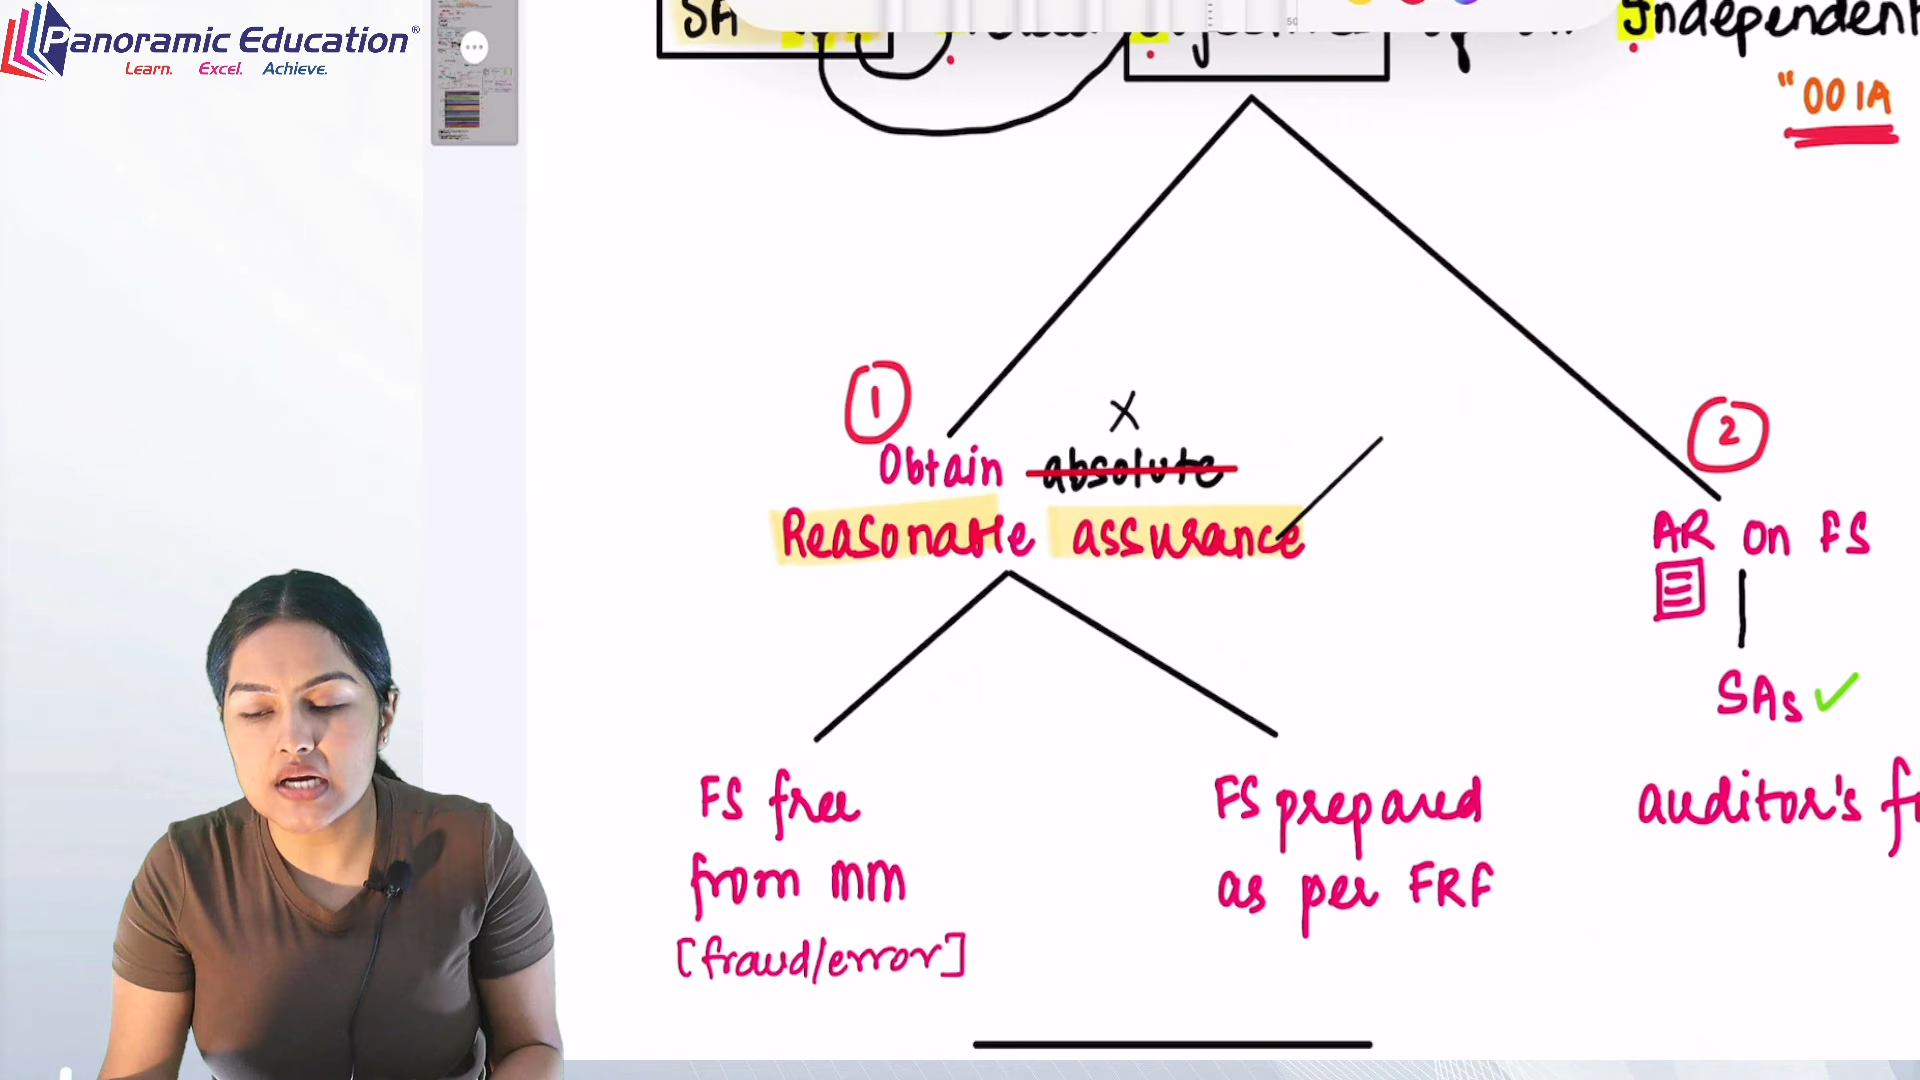 Panoramic Education®
Learn. Excel. Achieve.
SA
Independent
"OOIA
50
1
X
2
Obtain absolute
Reasonable assurance
AR on FS
SAs ✓
FS free
from MM
[fraud/error]
FS prepared
as per FRF
auditor's